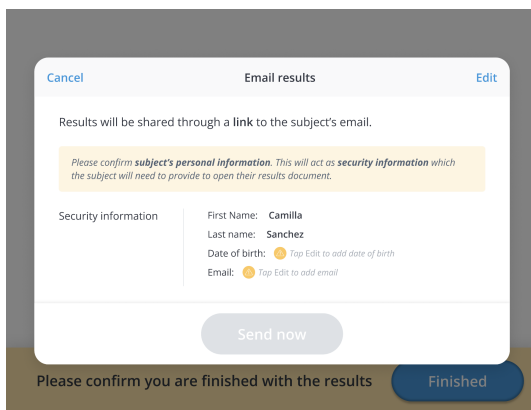 Cancel
Email results
Edit
Results will be shared through a link to the subject's email.
Please confirm subject's personal information. This will act as security information which
the subject will need to provide to open their results document.
Security information
First Name: Camilla
Last name: Sanchez
Date of birth: Tap Edit to add date of birth
Email: Tap Edit to add email
Send now
Please confirm you are finished with the results
Finished